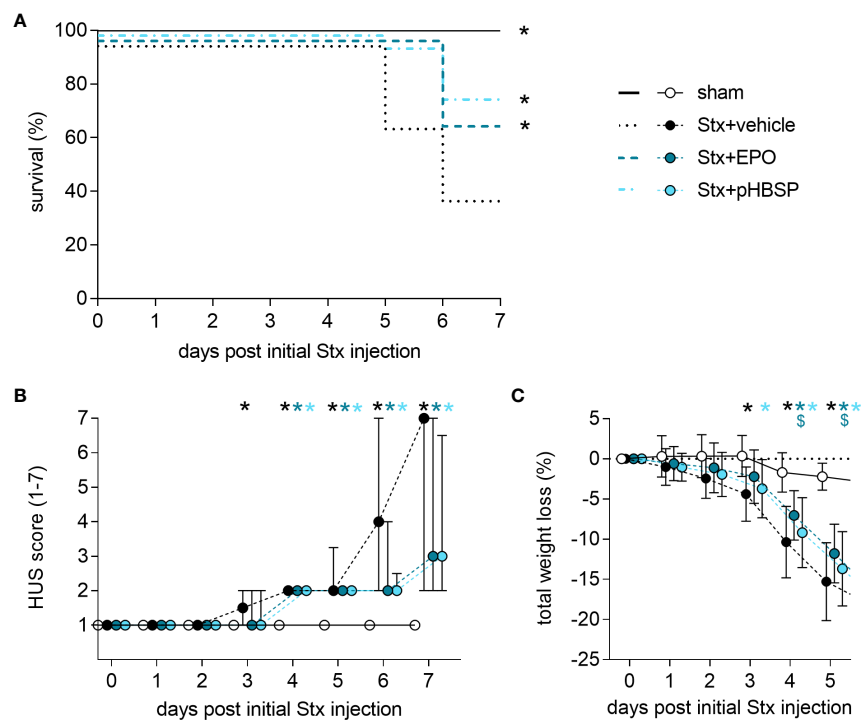 A
100
80
60
40
20
0
survival (%)
0 1 2 3 4 5 6 7
days post initial Stx injection
*
*
*
sham
Stx+vehicle
Stx+EPO
Stx+pHBSP
B
* *** *** *** ***
7
6
5
4
3
2
1
HUS score (1-7)
0 1 2 3 4 5 6 7
days post initial Stx injection
C
* * *** ***
$ $
5
0
-5
-10
-15
-20
-25
total weight loss (%)
0 1 2 3 4 5
days post initial Stx injection